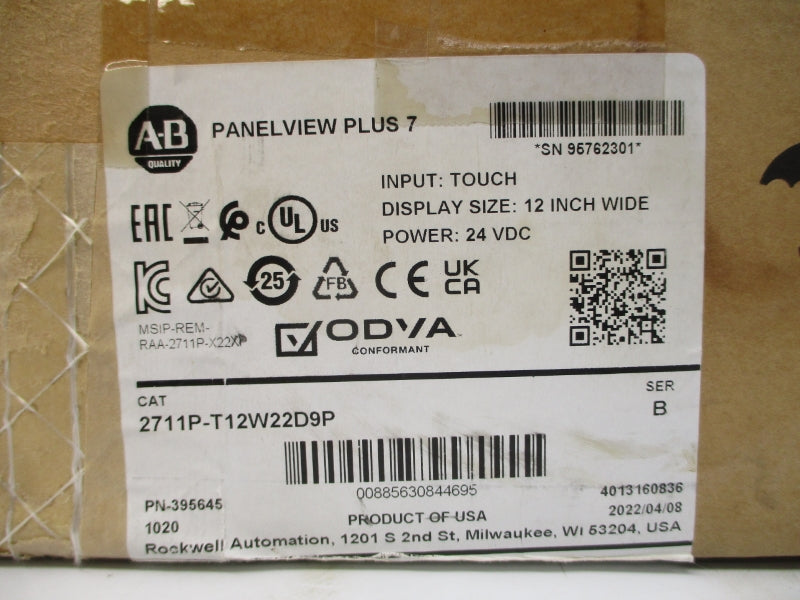 A-B
QUALITY
PANELVIEW PLUS 7
*SN 95762301*
INPUT: TOUCH
DISPLAY SIZE: 12 INCH WIDE
POWER: 24 VDC
EAC
C UL US
25
FB
CE
UK
CA
MSIP-REM-
RAA-2711P-X22XP
ODVA
CONFORMANT
CAT
2711P-T12W22D9P
SER
B
00885630844695
PN-395645
1020
4013160836
2022/04/08
PRODUCT OF USA
Rockwell Automation, 1201 S 2nd St, Milwaukee, WI 53204, USA